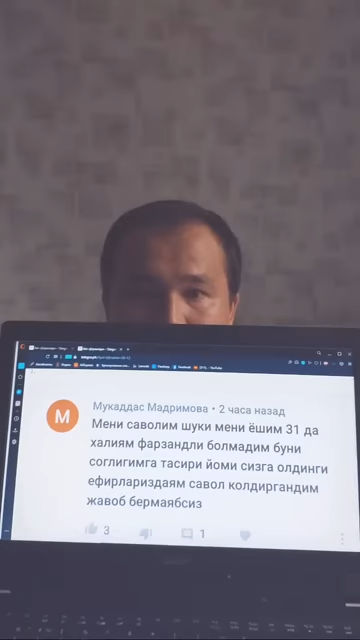 Мукаддас Мадримова • 2 часа назад
М
Мени саволим шуки мени ёшим 31 да
халиям фарзандли болмадим буни
соглигимга тасири йоми сизга олдинги
ефирлариздаям савол колдиргандим
жавоб бермаябсиз
3
1